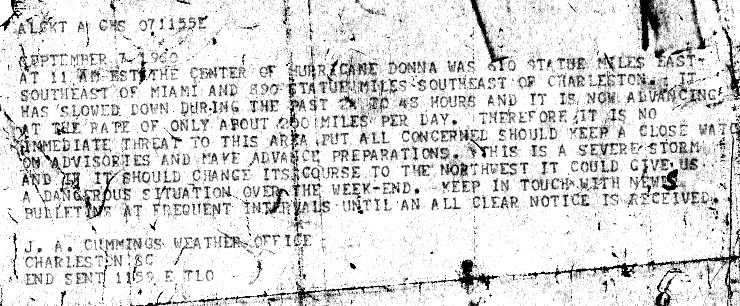 ALERT A CHS 071155E
SEPTEMBER 7 1960
AT 11 AM EST THE CENTER OF HURRICANE DONNA WAS 610 STATUE MILES EAST-
SOUTHEAST OF MIAMI AND 890 STATUE MILES SOUTHEAST OF CHARLESTON. IT
HAS SLOWED DOWN DURING THE PAST 24 TO 48 HOURS AND IT IS NOW ADVANCING
AT THE RATE OF ONLY ABOUT 200 MILES PER DAY. THEREFORE IT IS NO
IMMEDIATE THREAT TO THIS AREA BUT ALL CONCERNED SHOULD KEEP A CLOSE WATC
ON ADVISORIES AND MAKE ADVANCE PREPARATIONS. THIS IS A SEVERE STORM
AND IF IT SHOULD CHANGE ITS COURSE TO THE NORTHWEST IT COULD GIVE US
A DANGEROUS SITUATION OVER THE WEEK-END. KEEP IN TOUCH WITH NEWS
BULLETINS AT FREQUENT INTERVALS UNTIL AN ALL CLEAR NOTICE IS RECEIVED.
J. A. CUMMINGS WEATHER OFFICE
CHARLESTON SC
END SENT 1159 E TLO